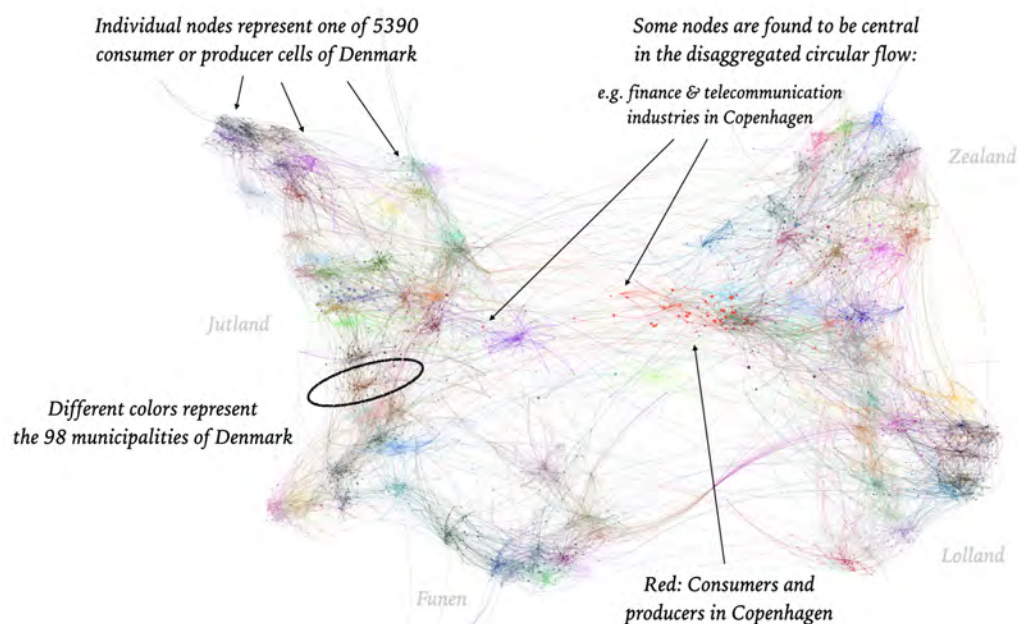 Individual nodes represent one of 5390
consumer or producer cells of Denmark
Some nodes are found to be central
in the disaggregated circular flow:
e.g. finance & telecommunication
industries in Copenhagen
Zealand
Jutland
Different colors represent
the 98 municipalities of Denmark
Lolland
Funen
Red: Consumers and
producers in Copenhagen